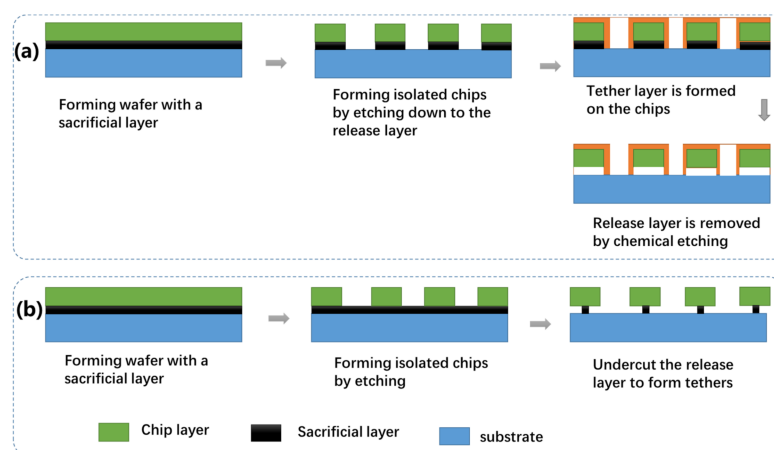 (a)
Forming wafer with a
sacrificial layer
Forming isolated chips
by etching down to the
release layer
Tether layer is formed
on the chips
Release layer is removed
by chemical etching
(b)
Forming wafer with a
sacrificial layer
Forming isolated chips
by etching
Undercut the release
layer to form tethers
Chip layer
Sacrificial layer
substrate